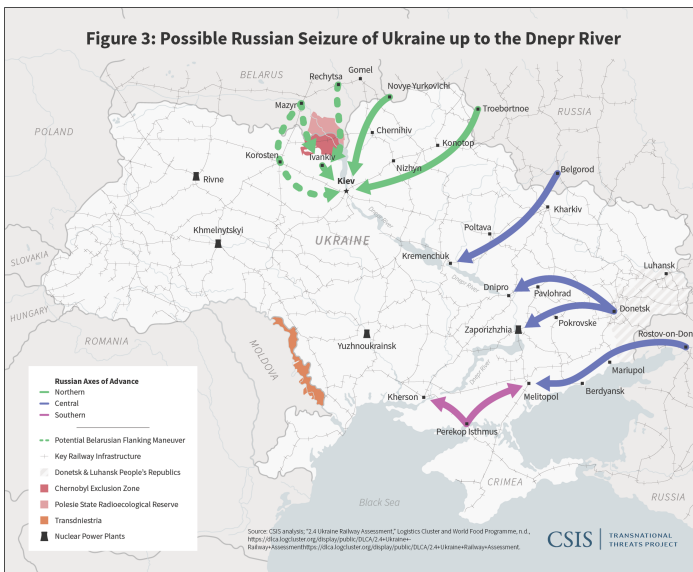 Figure 3: Possible Russian Seizure of Ukraine up to the Dnepr River
BELARUS
Rechytsa
Gomel
Novye Yurkovichi
Mazyr
Troebortnoe
RUSSIA
POLAND
Chernihiv
Konotop
Korosten
Ivankiv
Nizhyn
Kiev
Belgorod
Rivne
Kharkiv
Khmelnytskyi
Poltava
UKRAINE
Kremenchuk
SLOVAKIA
Luhansk
Dnipro
Pavlohrad
Donetsk
HUNGARY
Zaporizhzhia
Pokrovske
Rostov-on-Don
ROMANIA
MOLDOVA
Yuzhnoukrainsk
Mariupol
Berdyansk
Kherson
Melitopol
Perekop Isthmus
CRIMEA
Black Sea
RUSSIA
Russian Axes of Advance
Northern
Central
Southern
Potential Belarusian Flanking Maneuver
Key Railway Infrastructure
Donetsk & Luhansk People's Republics
Chernobyl Exclusion Zone
Polesie State Radioecological Reserve
Transdniestria
Nuclear Power Plants
Source: CSIS analysis; "2.4 Ukraine Railway Assessment," Logistics Cluster and World Food Programme, n.d.,
https://dlca.logcluster.org/display/public/DLCA/2.4+Ukraine+-
Railway+Assessmenthttps://dlca.logcluster.org/display/public/DLCA/2.4+Ukraine+Railway+Assessment.
CSIS
TRANSNATIONAL
THREATS PROJECT